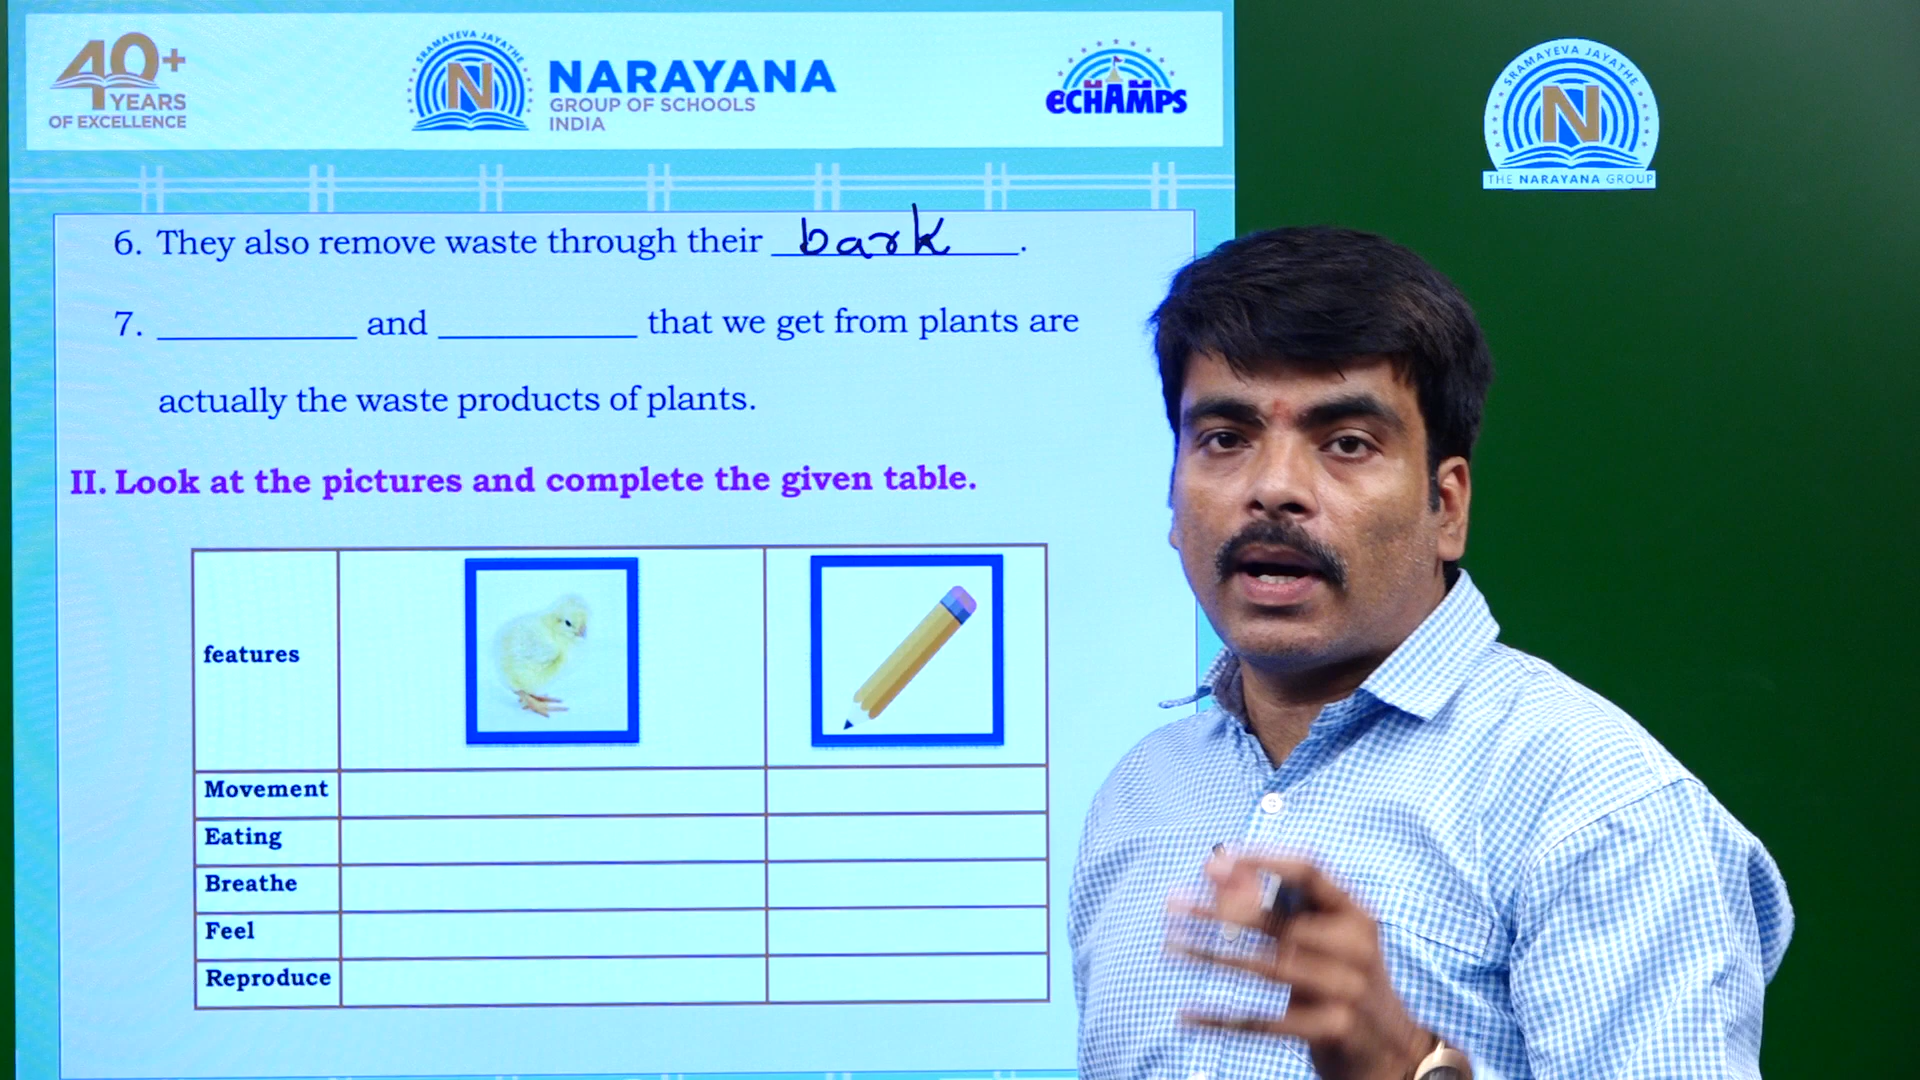 40+
YEARS
OF EXCELLENCE
SRAMAYEVA JAYATHE
N
NARAYANA
GROUP OF SCHOOLS
INDIA
eCHAMPS
SRAMAYEVA JAYATHE
N
THE NARAYANA GROUP
6. They also remove waste through their bark.
7. ____________ and ____________ that we get from plants are
actually the waste products of plants.
II. Look at the pictures and complete the given table.
features
Movement
Eating
Breathe
Feel
Reproduce